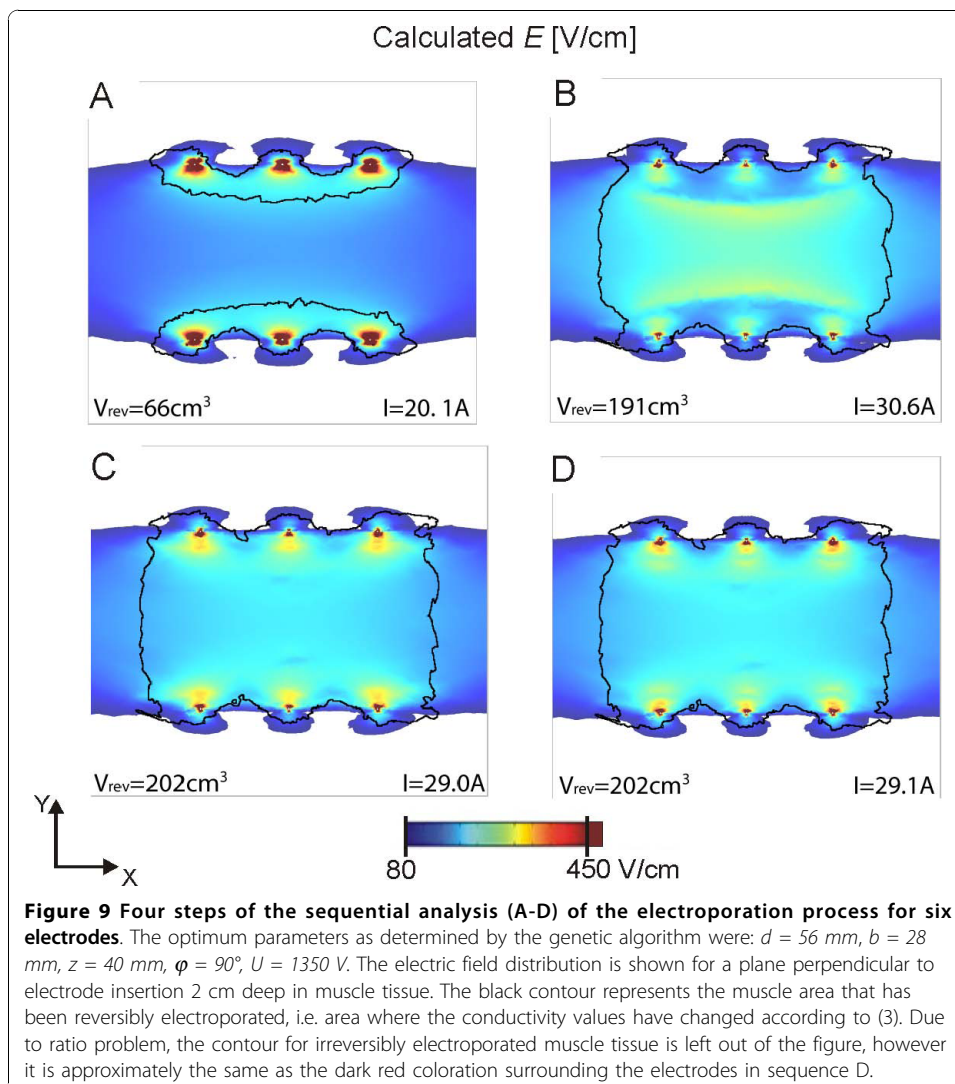 Calculated E [V/cm]
A
B
Vrev=66cm³ I=20. 1A
Vrev=191cm³ I=30.6A
C
D
Vrev=202cm³ I=29.0A
Vrev=202cm³ I=29.1A
Y
X
80 450 V/cm
Figure 9 Four steps of the sequential analysis (A-D) of the electroporation process for six
electrodes. The optimum parameters as determined by the genetic algorithm were: d = 56 mm, b = 28
mm, z = 40 mm, φ = 90°, U = 1350 V. The electric field distribution is shown for a plane perpendicular to
electrode insertion 2 cm deep in muscle tissue. The black contour represents the muscle area that has
been reversibly electroporated, i.e. area where the conductivity values have changed according to (3). Due
to ratio problem, the contour for irreversibly electroporated muscle tissue is left out of the figure, however
it is approximately the same as the dark red coloration surrounding the electrodes in sequence D.